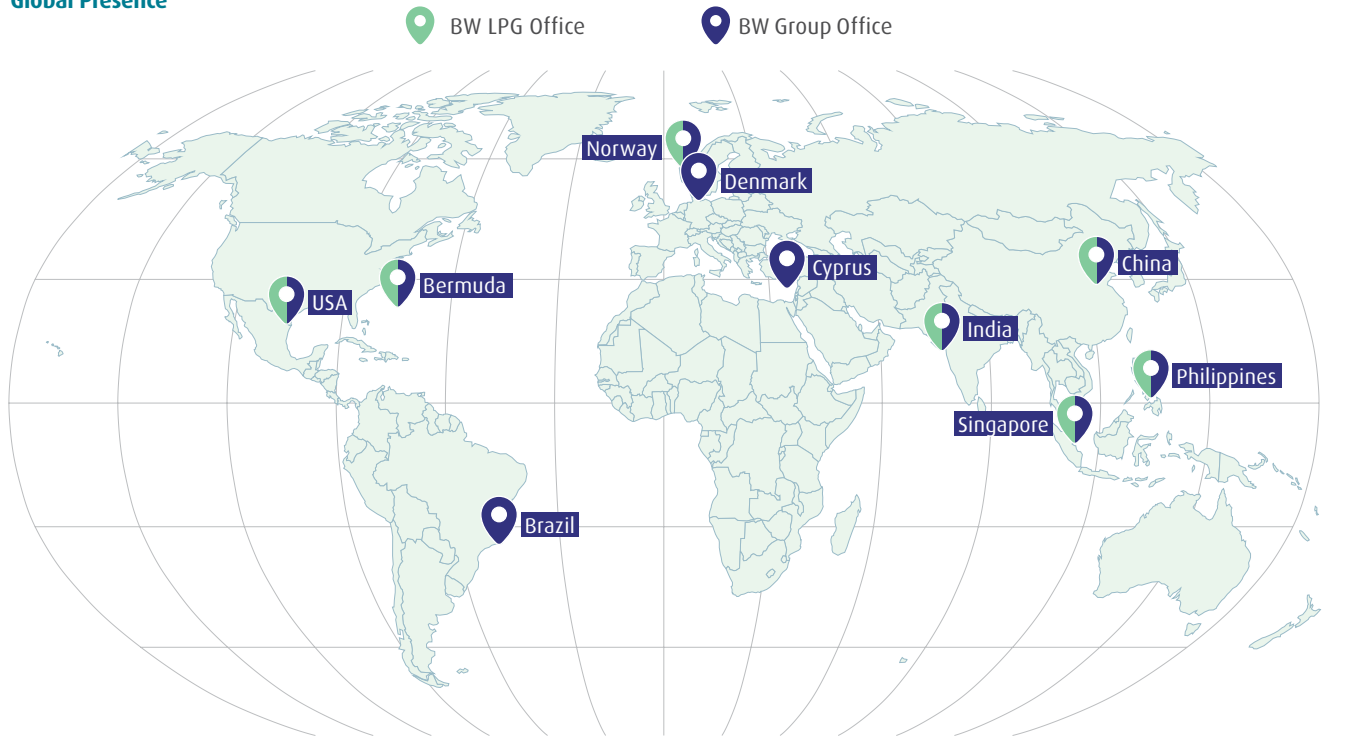 Global Presence
BW LPG Office
BW Group Office
Norway
Denmark
Cyprus
China
Bermuda
USA
India
Philippines
Singapore
Brazil